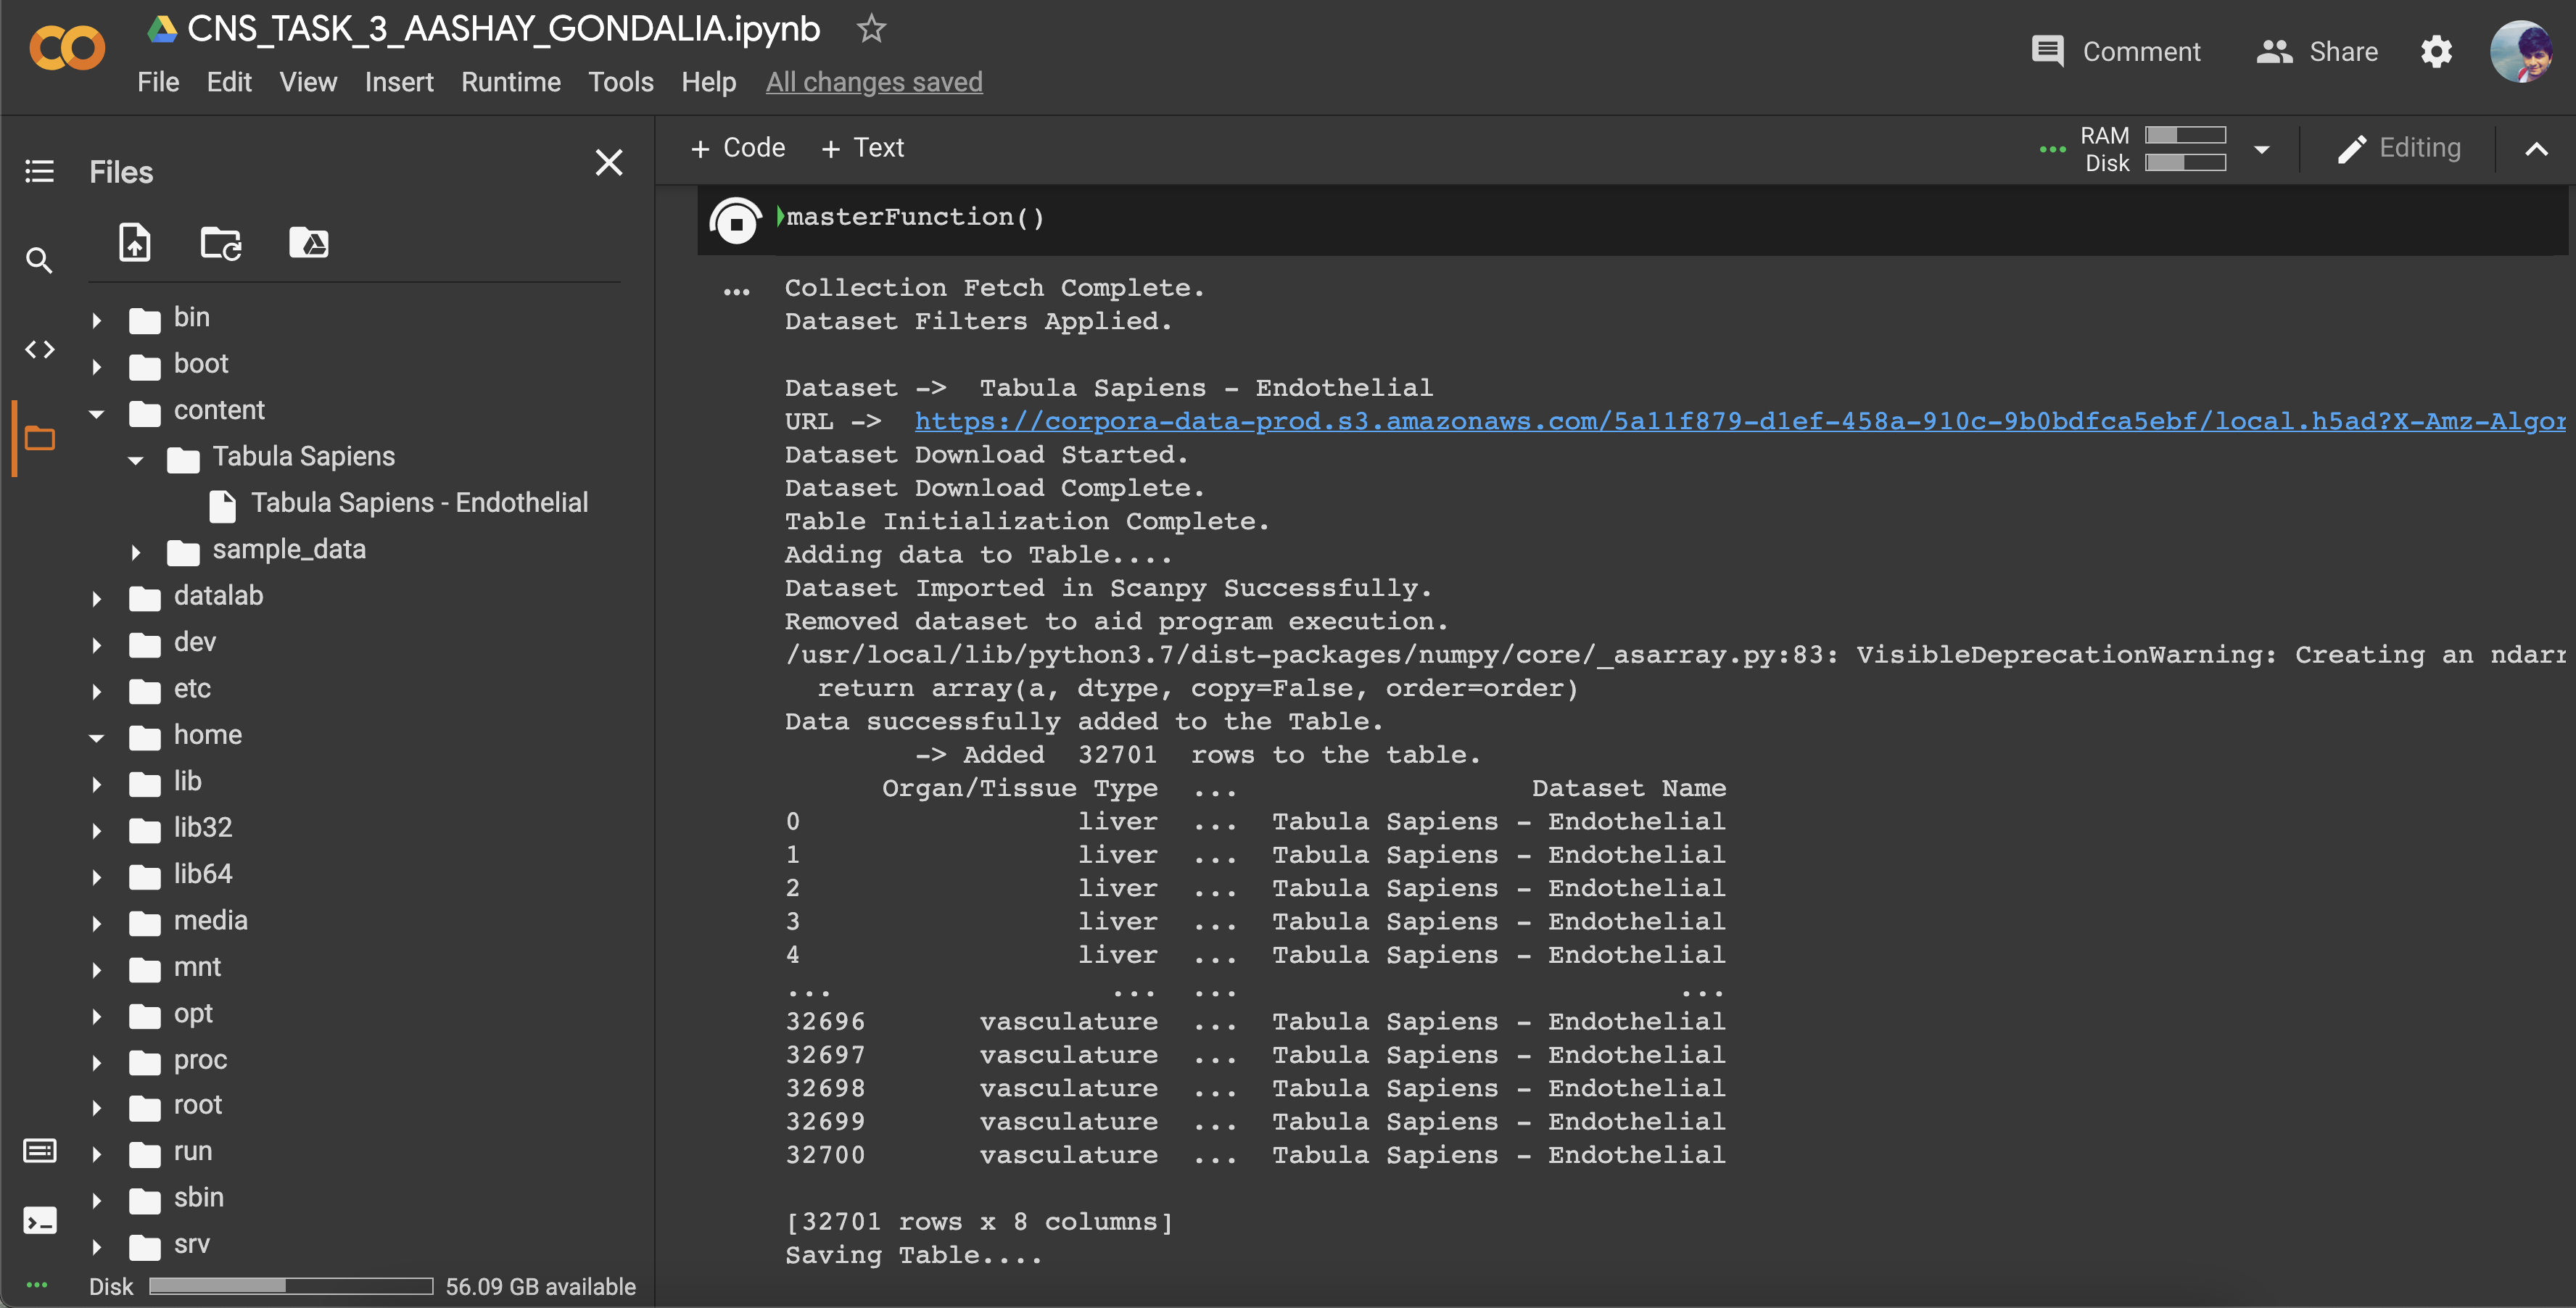 CNS_TASK_3_AASHAY_GONDALIA.ipynb
File Edit View Insert Runtime Tools Help All changes saved
Comment Share
Files
+ Code + Text
RAM
Disk
Editing
bin
boot
content
Tabula Sapiens
Tabula Sapiens - Endothelial
sample_data
datalab
dev
etc
home
lib
lib32
lib64
media
mnt
opt
proc
root
run
sbin
srv
Disk 56.09 GB available
masterFunction()
Collection Fetch Complete.
Dataset Filters Applied.
Dataset -> Tabula Sapiens - Endothelial
URL -> https://corpora-data-prod.s3.amazonaws.com/5a11f879-d1ef-458a-910c-9b0bdfca5ebf/local.h5ad?X-Amz-Algor
Dataset Download Started.
Dataset Download Complete.
Table Initialization Complete.
Adding data to Table....
Dataset Imported in Scanpy Successfully.
Removed dataset to aid program execution.
/usr/local/lib/python3.7/dist-packages/numpy/core/_asarray.py:83: VisibleDeprecationWarning: Creating an ndarr
return array(a, dtype, copy=False, order=order)
Data successfully added to the Table.
-> Added 32701 rows to the table.
Organ/Tissue Type ... Dataset Name
0 liver ... Tabula Sapiens - Endothelial
1 liver ... Tabula Sapiens - Endothelial
2 liver ... Tabula Sapiens - Endothelial
3 liver ... Tabula Sapiens - Endothelial
4 liver ... Tabula Sapiens - Endothelial
... ... ... ...
32696 vasculature ... Tabula Sapiens - Endothelial
32697 vasculature ... Tabula Sapiens - Endothelial
32698 vasculature ... Tabula Sapiens - Endothelial
32699 vasculature ... Tabula Sapiens - Endothelial
32700 vasculature ... Tabula Sapiens - Endothelial
[32701 rows x 8 columns]
Saving Table....